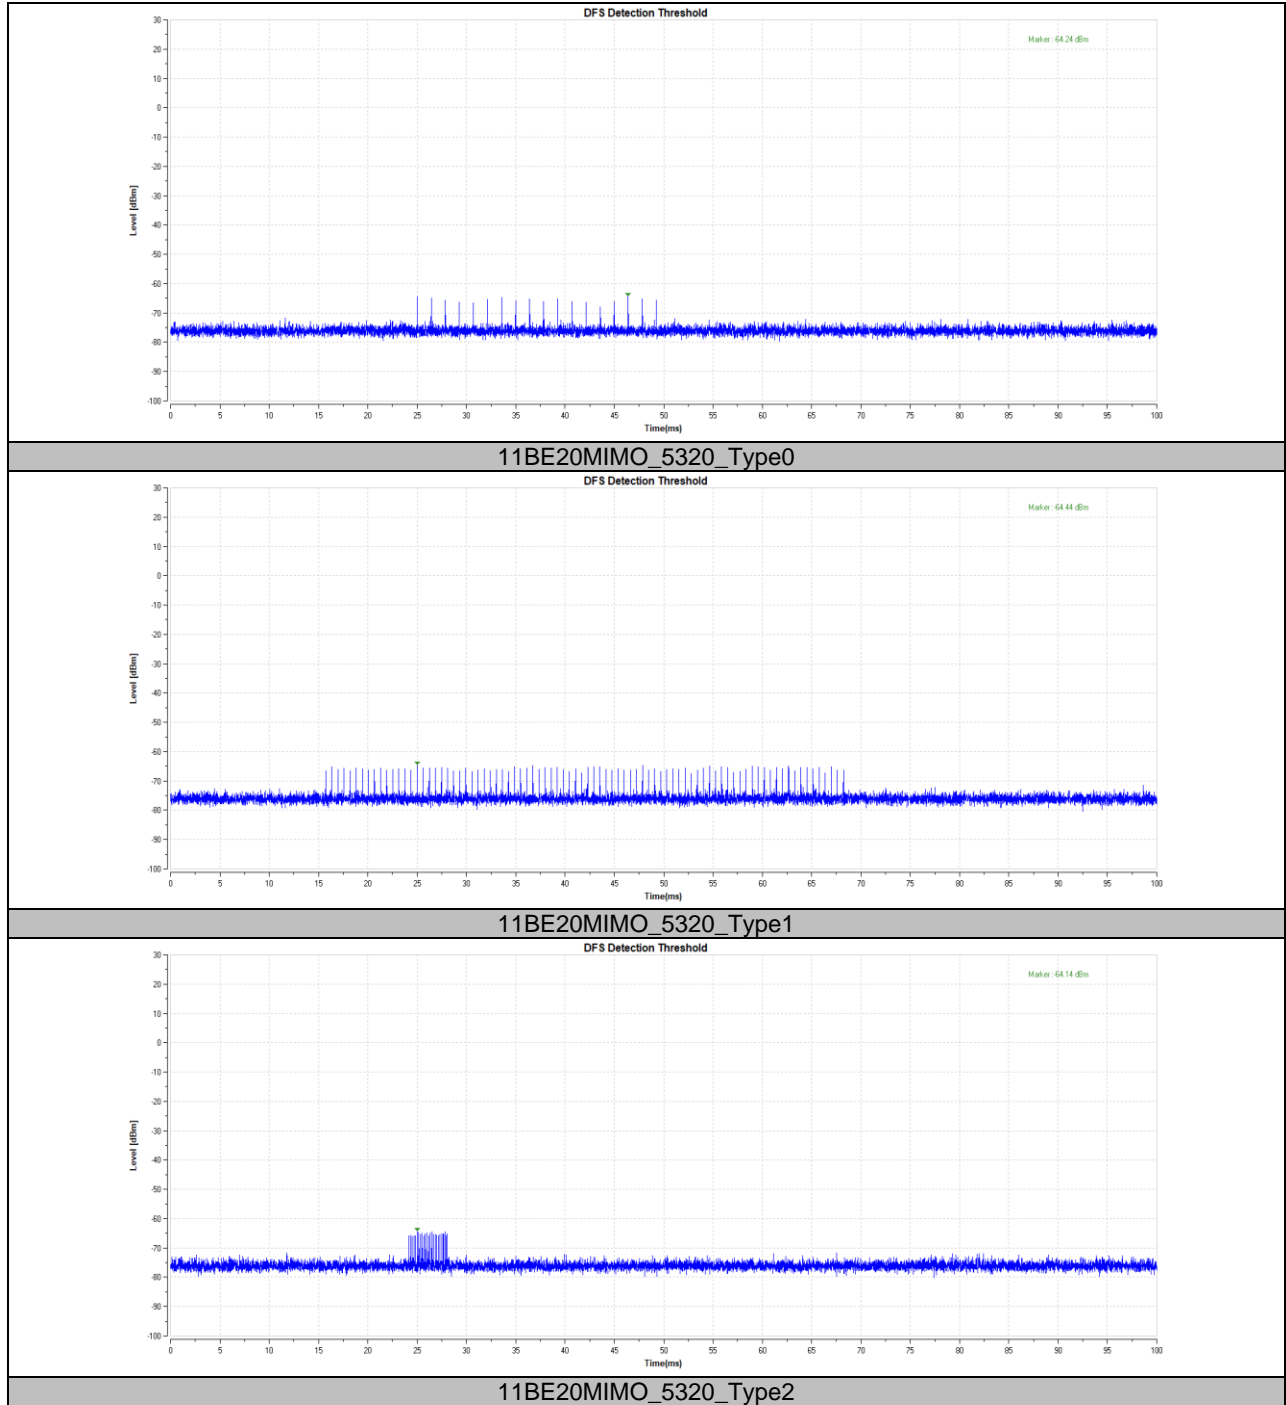 DFS Detection Threshold
Marker: -64.24 dBm
30
20
10
0
-10
-20
-30
-40
-50
-60
-70
-80
-90
-100
Level [dBm]
0 5 10 15 20 25 30 35 40 45 50 55 60 65 70 75 80 85 90 95 100
Time(ms)
11BE20MIMO_5320_Type0
DFS Detection Threshold
Marker: -64.44 dBm
30
20
10
0
-10
-20
-30
-40
-50
-60
-70
-80
-90
-100
Level [dBm]
0 5 10 15 20 25 30 35 40 45 50 55 60 65 70 75 80 85 90 95 100
Time(ms)
11BE20MIMO_5320_Type1
DFS Detection Threshold
Marker: -64.14 dBm
30
20
10
0
-10
-20
-30
-40
-50
-60
-70
-80
-90
-100
Level [dBm]
0 5 10 15 20 25 30 35 40 45 50 55 60 65 70 75 80 85 90 95 100
Time(ms)
11BE20MIMO_5320_Type2